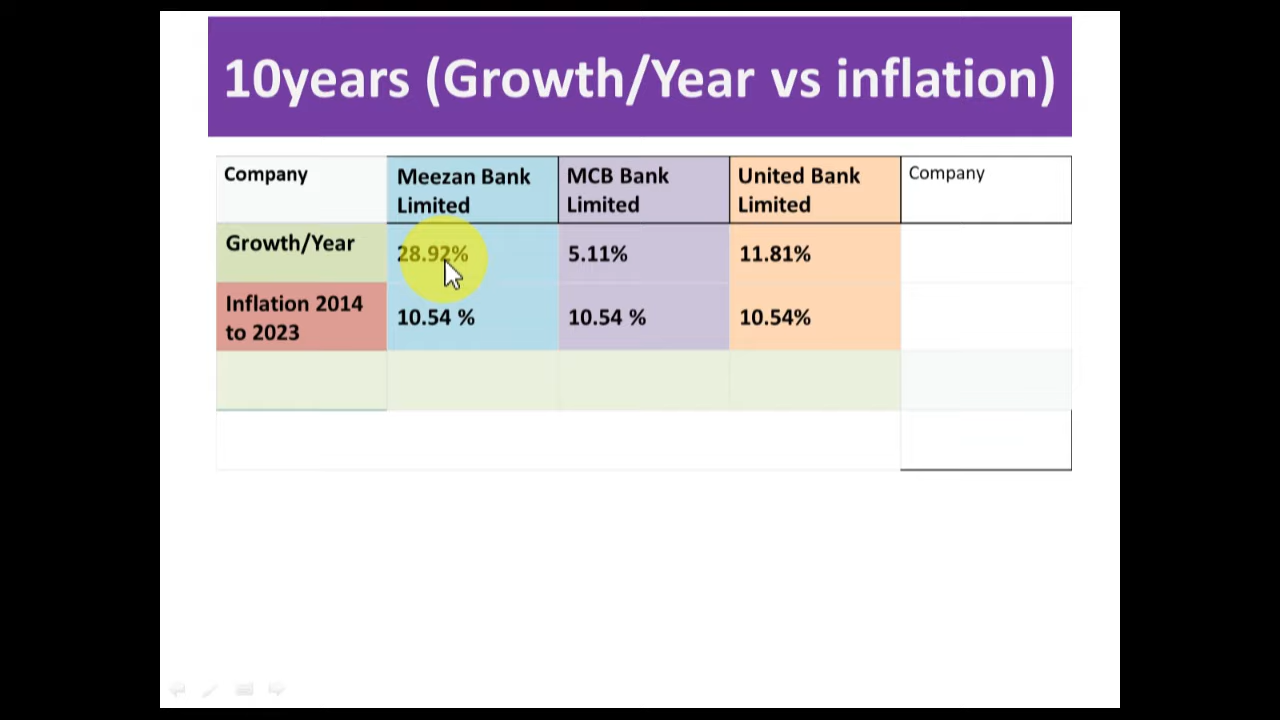 10years (Growth/Year vs inflation)
Company
Meezan Bank
Limited
MCB Bank
Limited
United Bank
Limited
Company
Growth/Year
28.92%
5.11%
11.81%
Inflation 2014
to 2023
10.54 %
10.54 %
10.54%